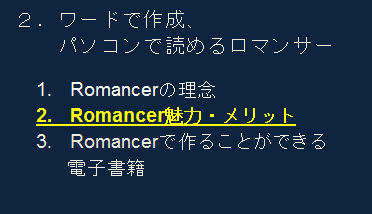 ２．ワードで作成、
パソコンで読めるロマンサー
1. Romancerの理念
2. Romancer魅力・メリット
3. Romancerで作ることができる
電子書籍